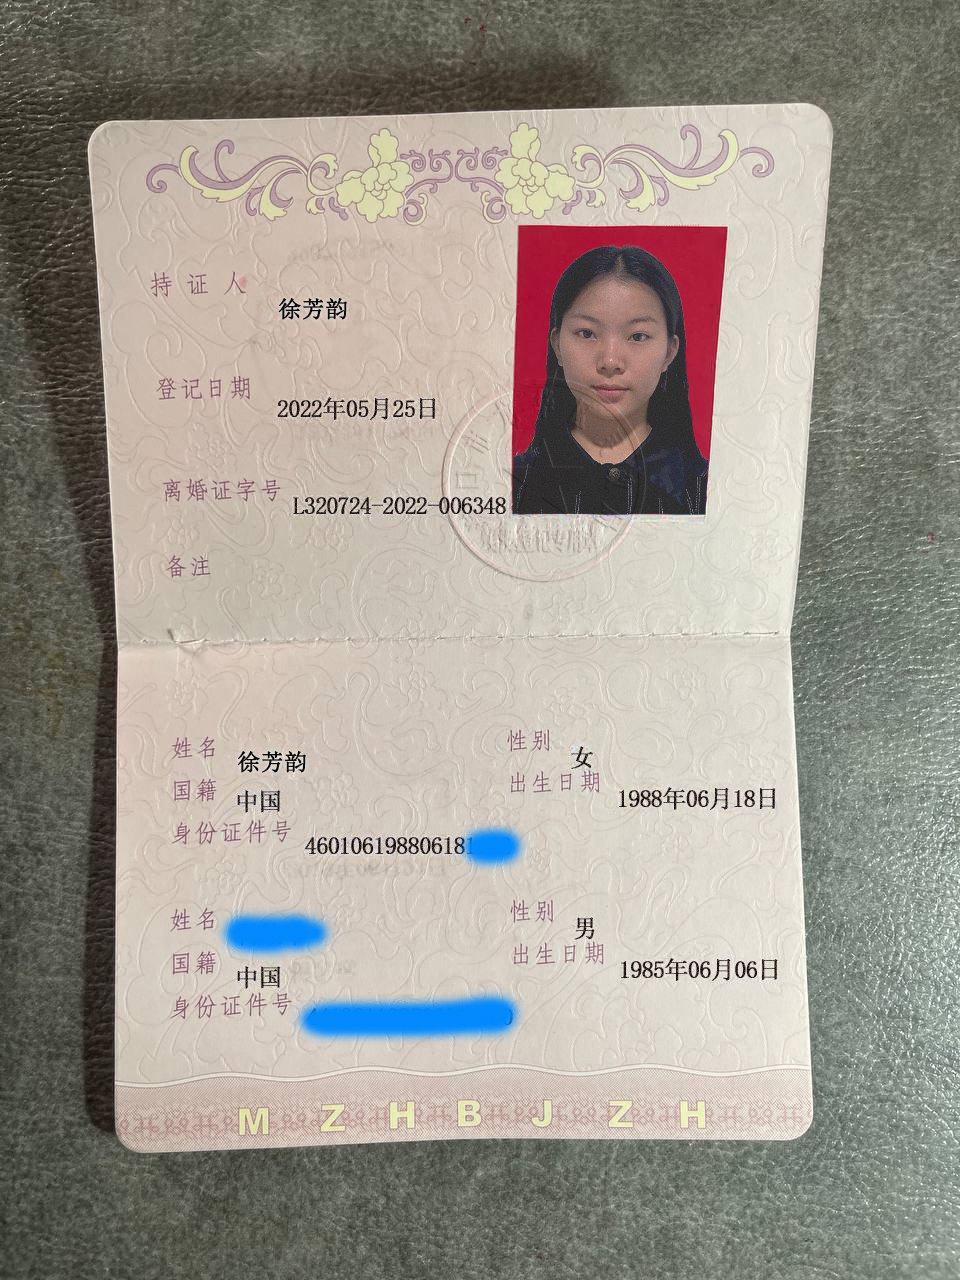 持证人
徐芳韵
登记日期
2022年05月25日
离婚证字号 L320724-2022-006348
备注
姓名 徐芳韵 性别 女
国籍 中国 出生日期 1988年06月18日
身份证件号 46010619880618
姓名 性别 男
国籍 中国 出生日期 1985年06月06日
身份证件号
MZHBJZH